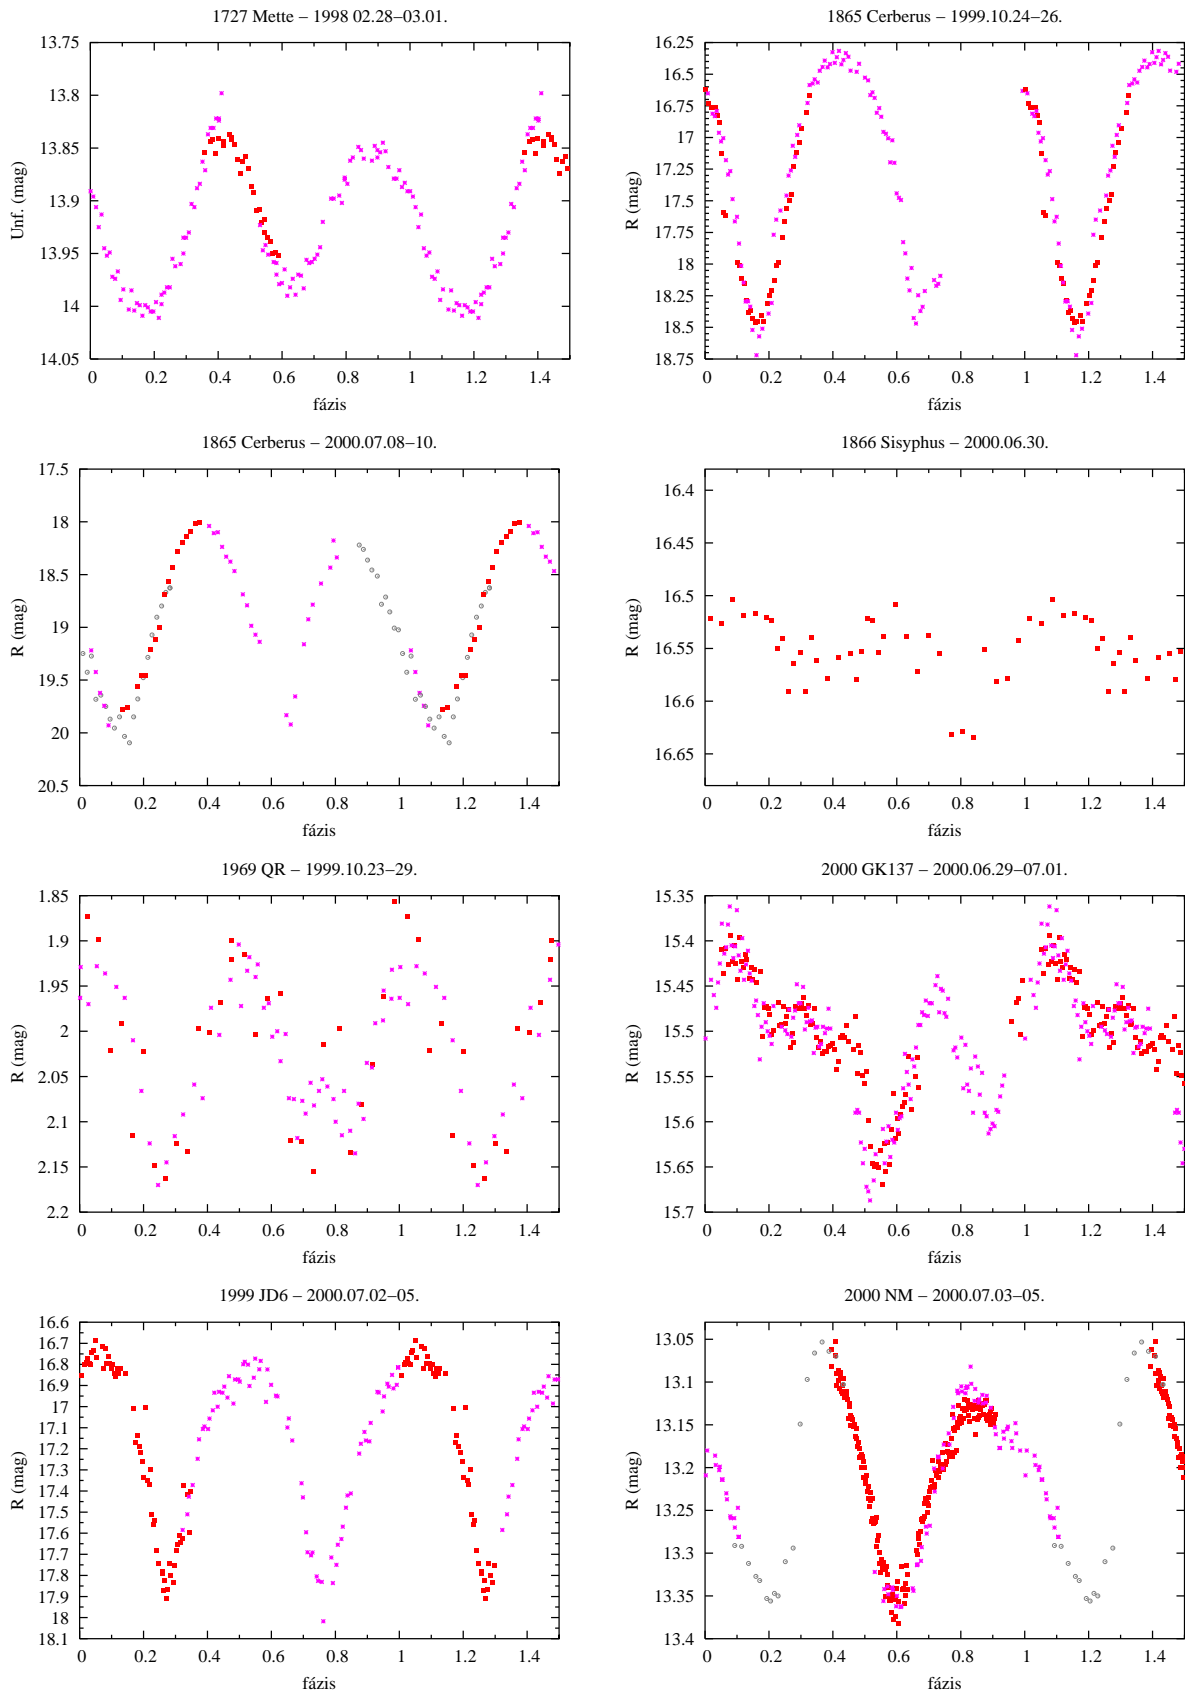 1727 Mette − 1998 02.28−03.01.
13.75
13.8
13.85
13.9
13.95
14
14.05
Unf. (mag)
0 0.2 0.4 0.6 0.8 1 1.2 1.4
fázis
1865 Cerberus − 1999.10.24−26.
16.25
16.5
16.75
17
17.25
17.5
17.75
18
18.25
18.5
18.75
R (mag)
0 0.2 0.4 0.6 0.8 1 1.2 1.4
fázis
1865 Cerberus − 2000.07.08−10.
17.5
18
18.5
19
19.5
20
20.5
R (mag)
0 0.2 0.4 0.6 0.8 1 1.2 1.4
fázis
1866 Sisyphus − 2000.06.30.
16.4
16.45
16.5
16.55
16.6
16.65
R (mag)
0 0.2 0.4 0.6 0.8 1 1.2 1.4
fázis
1969 QR − 1999.10.23−29.
1.85
1.9
1.95
2
2.05
2.1
2.15
2.2
R (mag)
0 0.2 0.4 0.6 0.8 1 1.2 1.4
fázis
2000 GK137 − 2000.06.29−07.01.
15.35
15.4
15.45
15.5
15.55
15.6
15.65
15.7
R (mag)
0 0.2 0.4 0.6 0.8 1 1.2 1.4
fázis
1999 JD6 − 2000.07.02−05.
16.6
16.7
16.8
16.9
17
17.1
17.2
17.3
17.4
17.5
17.6
17.7
17.8
17.9
18
18.1
R (mag)
0 0.2 0.4 0.6 0.8 1 1.2 1.4
fázis
2000 NM − 2000.07.03−05.
13.05
13.1
13.15
13.2
13.25
13.3
13.35
13.4
R (mag)
0 0.2 0.4 0.6 0.8 1 1.2 1.4
fázis